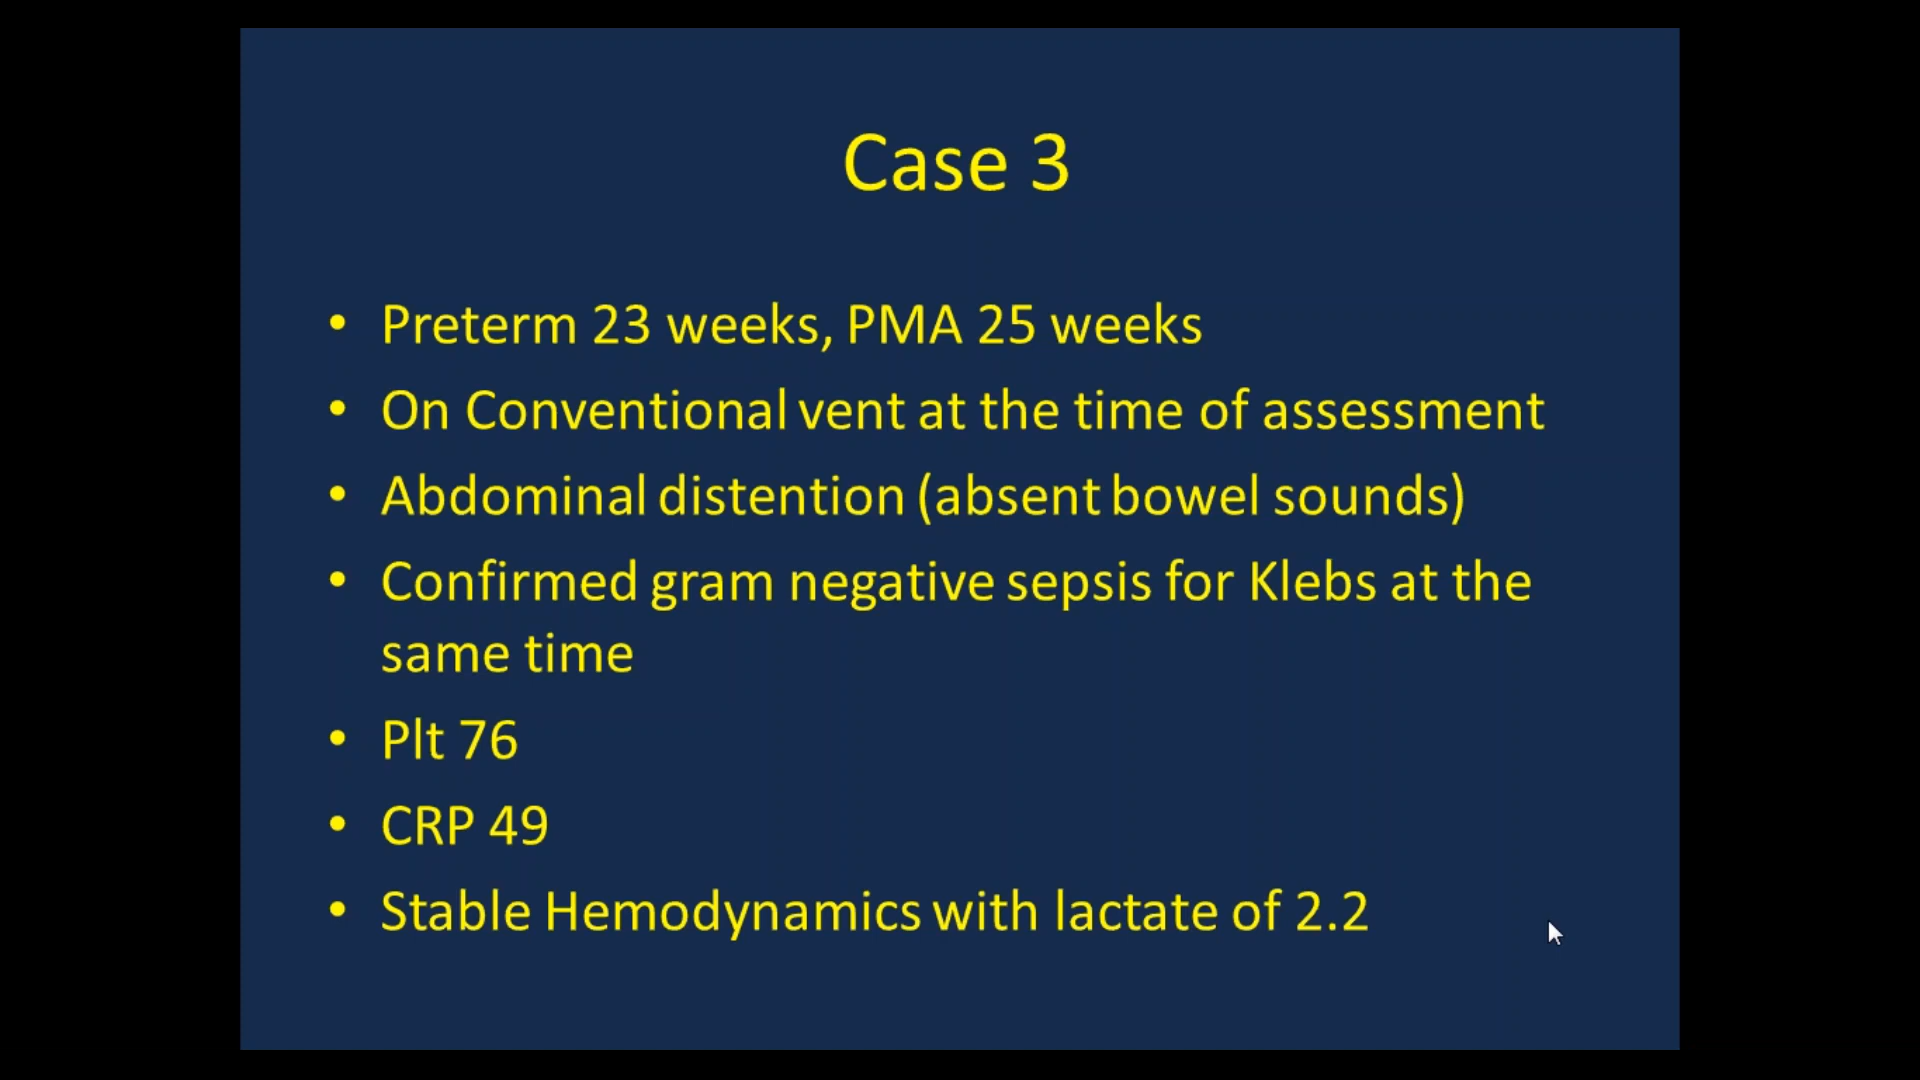 Case 3
• Preterm 23 weeks, PMA 25 weeks
• On Conventional vent at the time of assessment
• Abdominal distention (absent bowel sounds)
• Confirmed gram negative sepsis for Klebs at the
same time
• Plt 76
• CRP 49
• Stable Hemodynamics with lactate of 2.2